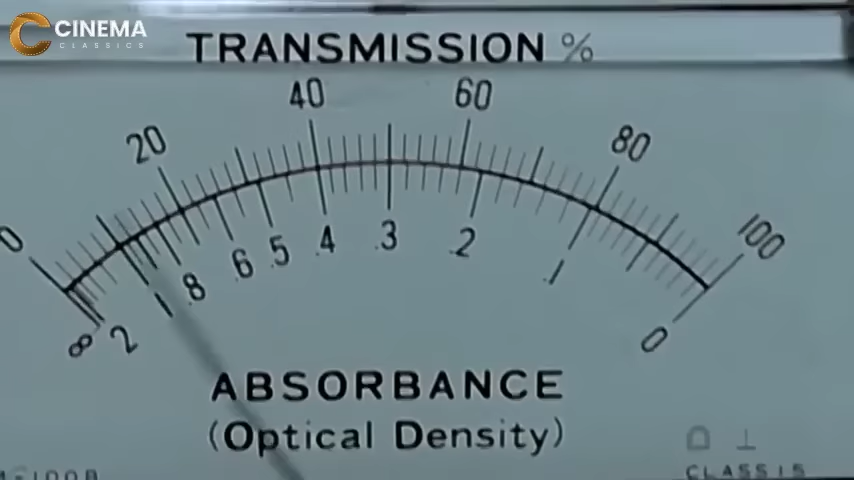 CINEMA
CLASSICS
TRANSMISSION %
0 20 40 60 80 100
∞ 2 1 .8 .6 .5 .4 .3 .2 .1 0
ABSORBANCE
(Optical Density)
CLASS 1.5